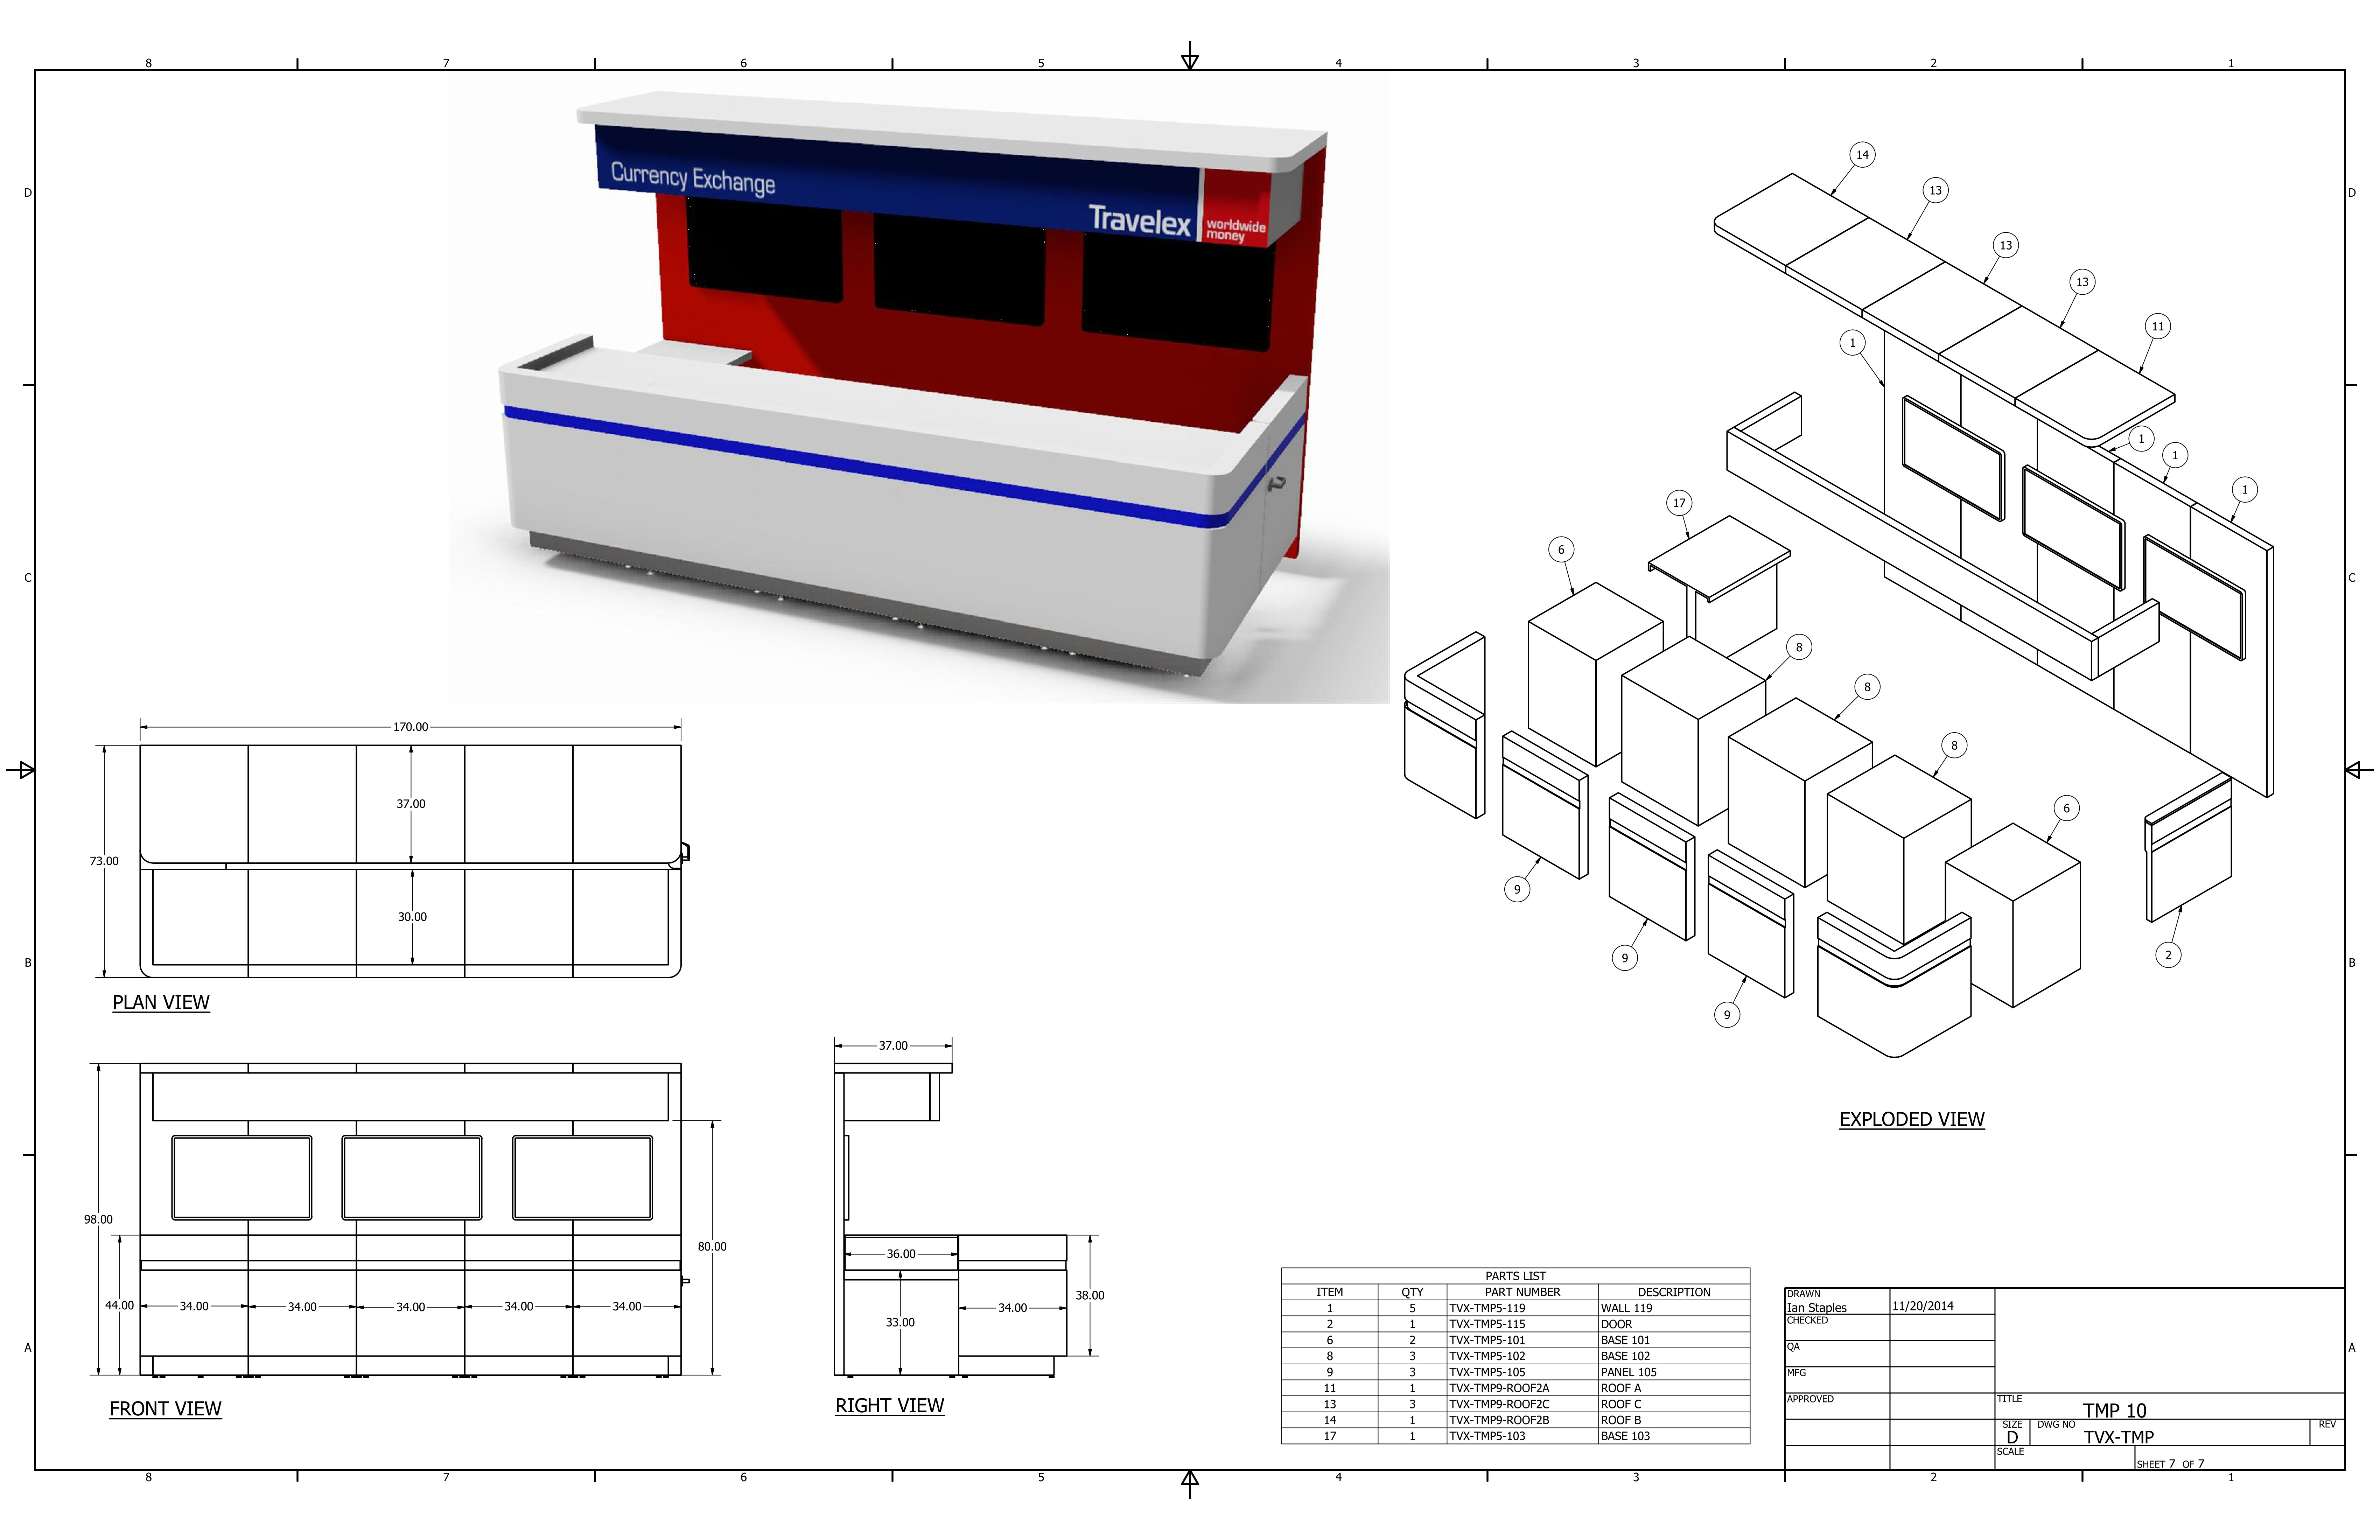 8 7 6 5 4 3 2 1
D D
C C
B B
A A
Currency Exchange
Travelex
worldwide
money
14
13
13
13
11
1
1
1
1
17
6
8
8
8
6
9
9
9
2
EXPLODED VIEW
170.00
37.00
73.00
30.00
PLAN VIEW
98.00
80.00
44.00
34.00 34.00 34.00 34.00 34.00
FRONT VIEW
37.00
36.00
38.00
34.00
33.00
RIGHT VIEW
PARTS LIST
ITEM QTY PART NUMBER DESCRIPTION
1 5 TVX-TMP5-119 WALL 119
2 1 TVX-TMP5-115 DOOR
6 2 TVX-TMP5-101 BASE 101
8 3 TVX-TMP5-102 BASE 102
9 3 TVX-TMP5-105 PANEL 105
11 1 TVX-TMP9-ROOF2A ROOF A
13 3 TVX-TMP9-ROOF2C ROOF C
14 1 TVX-TMP9-ROOF2B ROOF B
17 1 TVX-TMP5-103 BASE 103
DRAWN
Ian Staples 11/20/2014
CHECKED
QA
MFG
APPROVED
TITLE
TMP 10
SIZE
D
DWG NO
TVX-TMP
REV
SCALE
SHEET 7 OF 7
8 7 6 5 4 3 2 1